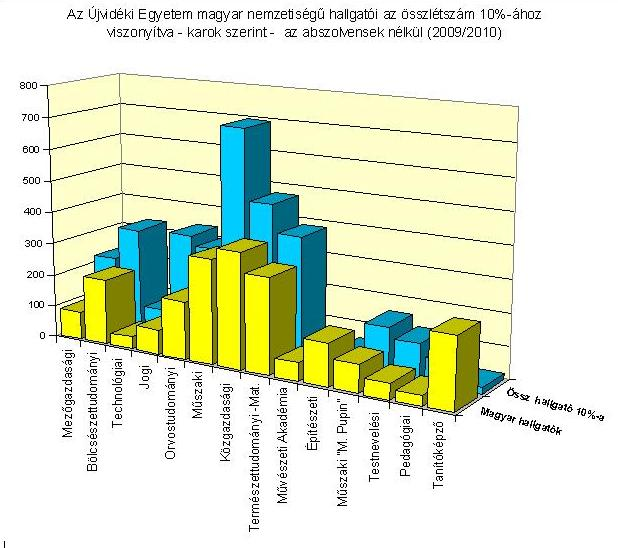 Az Újvidéki Egyetem magyar nemzetiségű hallgatói az összlétszám 10%-ához
viszonyítva - karok szerint - az abszolvensek nélkül (2009/2010)
800
700
600
500
400
300
200
100
0
Mezőgazdasági
Bölcsészettudományi
Technológiai
Jogi
Orvostudományi
Műszaki
Közgazdasági
Természettudományi -Mat.
Művészeti Akadémia
Építészeti
Műszaki "M. Pupin"
Testnevelési
Pedagógiai
Tanítóképző
Össz hallgató 10%-a
Magyar hallgatók